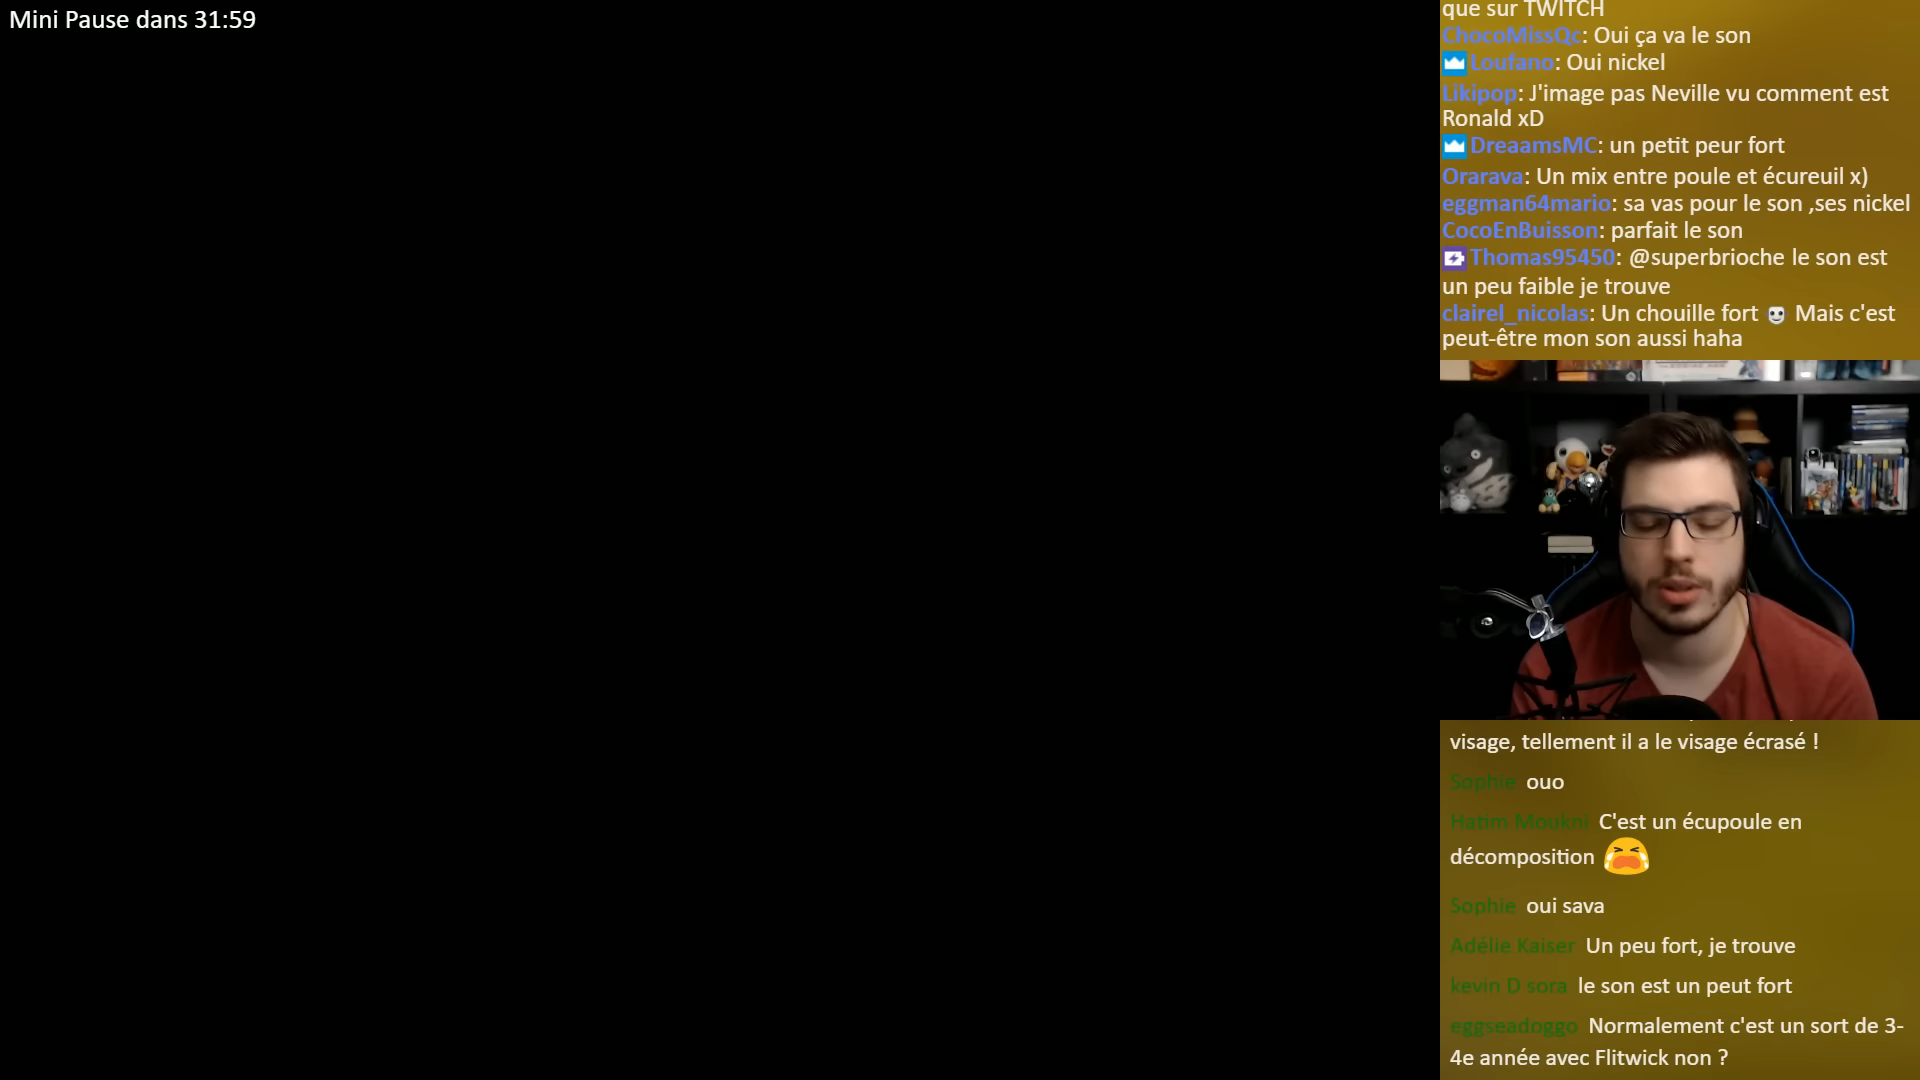 Mini Pause dans 31:59
que sur TWITCH
ChocoMissQc: Oui ça va le son
Loufano: Oui nickel
Likipop: J'image pas Neville vu comment est
Ronald xD
DreaamsMC: un petit peur fort
Orarava: Un mix entre poule et écureuil x)
eggman64mario: sa vas pour le son ,ses nickel
CocoEnBuisson: parfait le son
Thomas95450: @superbrioche le son est
un peu faible je trouve
clairel_nicolas: Un chouille fort Mais c'est
peut-être mon son aussi haha
visage, tellement il a le visage écrasé !
Sophie ouo
Hatim Moukni C'est un écupoule en
décomposition
Sophie oui sava
Adélie Kaiser Un peu fort, je trouve
kevin D sora le son est un peut fort
eggseadoggo Normalement c'est un sort de 3-
4e année avec Flitwick non ?